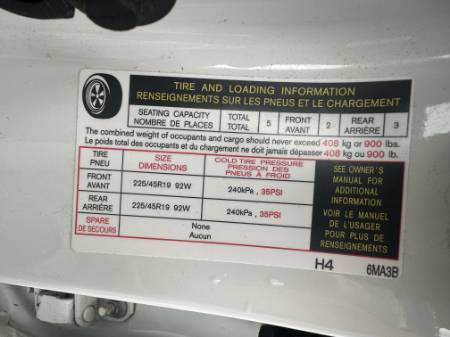 TIRE AND LOADING INFORMATION
RENSEIGNEMENTS SUR LES PNEUS ET LE CHARGEMENT
SEATING CAPACITY TOTAL 5 FRONT 2 REAR 3
NOMBRE DE PLACES TOTAL AVANT ARRIÈRE
The combined weight of occupants and cargo should never exceed 408 kg or 900 lbs.
Le poids total des occupants et du chargement ne doit jamais dépasser 408 kg ou 900 lb.
TIRE SIZE COLD TIRE PRESSURE
PNEU DIMENSIONS PRESSION DES PNEUS À FROID
FRONT AVANT 225/45R19 92W 240kPa, 35PSI
REAR ARRIÈRE 225/45R19 92W 240kPa, 35PSI
SPARE None
DE SECOURS Aucun
SEE OWNER'S
MANUAL FOR
ADDITIONAL
INFORMATION
VOIR LE MANUEL
DE L'USAGER
POUR PLUS DE
RENSEIGNEMENTS
H4 6MA3B